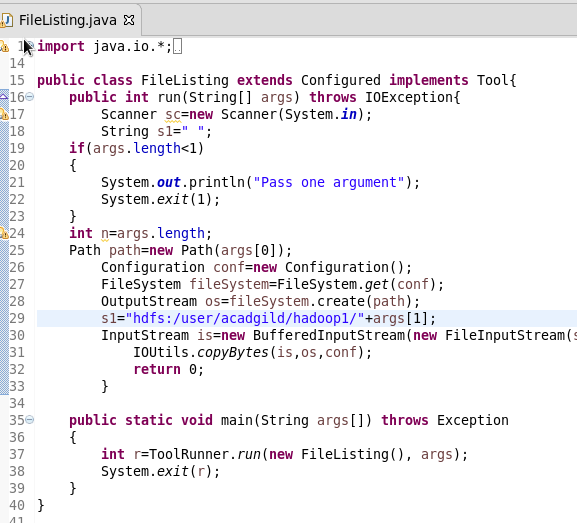 FileListing.java
1 import java.io.*;
14
15 public class FileListing extends Configured implements Tool{
16 public int run(String[] args) throws IOException{
17 Scanner sc=new Scanner(System.in);
18 String s1=" ";
19 if(args.length<1)
20 {
21 System.out.println("Pass one argument");
22 System.exit(1);
23 }
24 int n=args.length;
25 Path path=new Path(args[0]);
26 Configuration conf=new Configuration();
27 FileSystem fileSystem=FileSystem.get(conf);
28 OutputStream os=fileSystem.create(path);
29 s1="hdfs:/user/acadgild/hadoop1/"+args[1];
30 InputStream is=new BufferedInputStream(new FileInputStream(s
31 IOUtils.copyBytes(is,os,conf);
32 return 0;
33 }
34
35 public static void main(String args[]) throws Exception
36 {
37 int r=ToolRunner.run(new FileListing(), args);
38 System.exit(r);
39 }
40 }
41